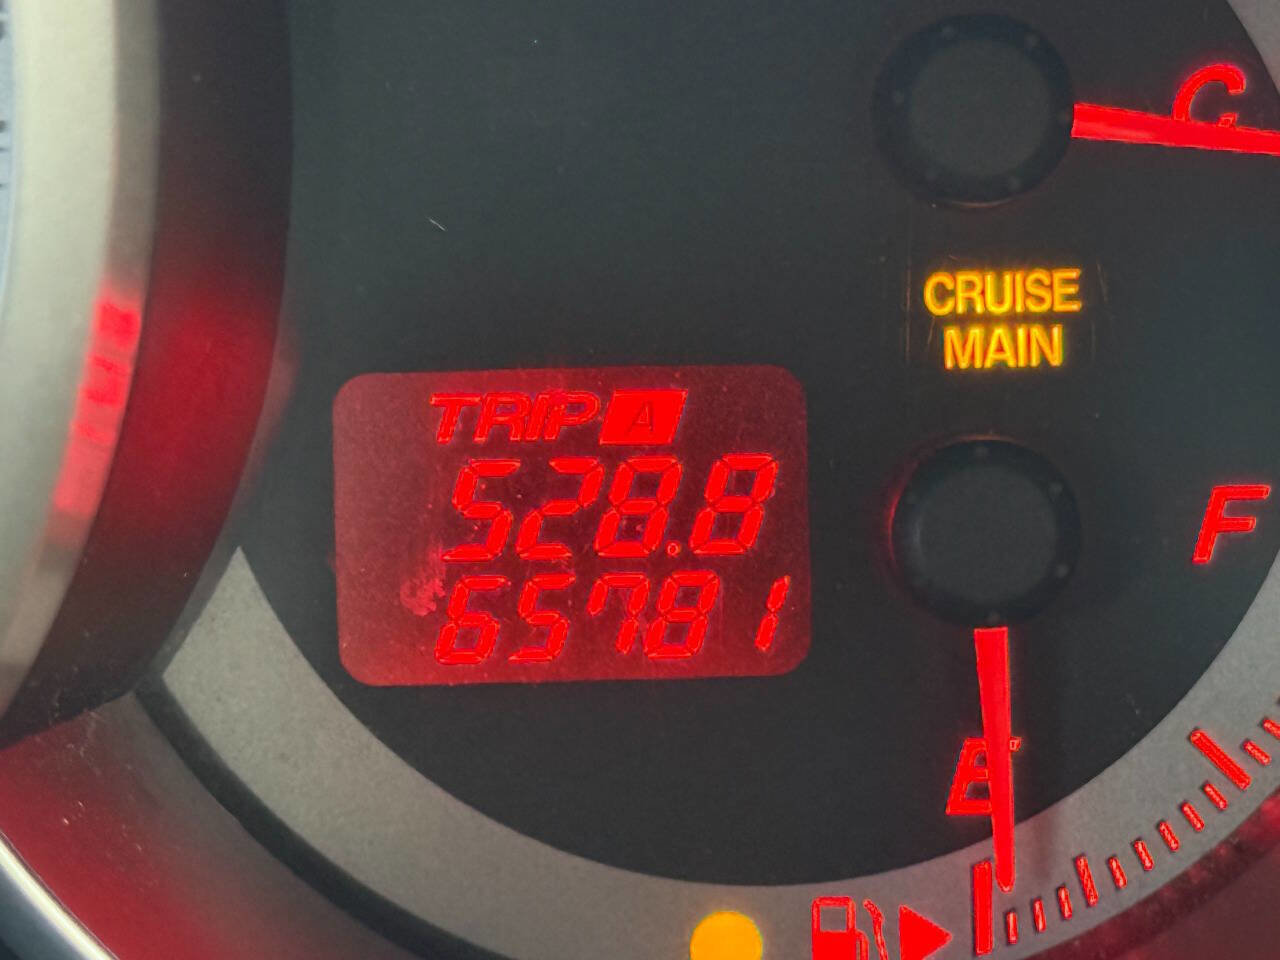 C
CRUISE
MAIN
TRIP A
528.8
65781
F
E